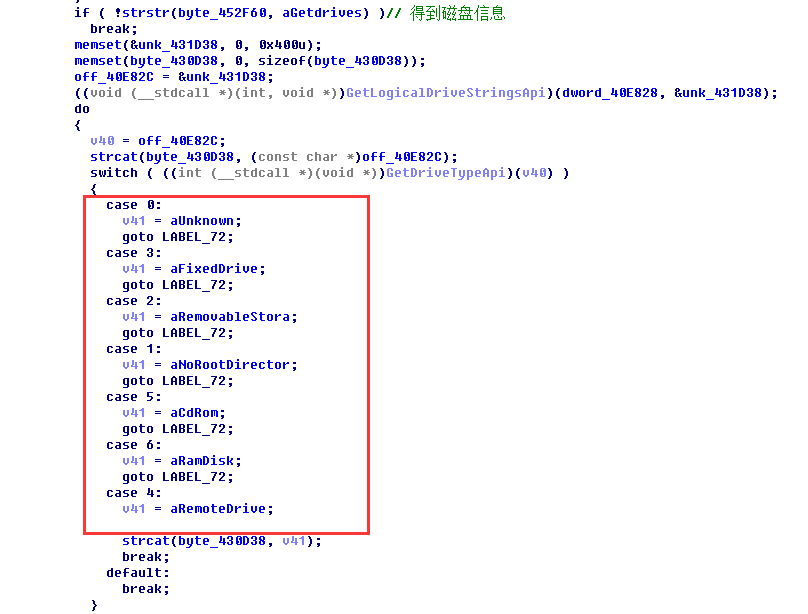 if ( !strstr(byte_452F60, aGetdrives) )// 得到磁盘信息
break;
memset(&unk_431D38, 0, 0x400u);
memset(byte_430D38, 0, sizeof(byte_430D38));
off_40E82C = &unk_431D38;
((void (__stdcall *)(int, void *))GetLogicalDriveStringsApi)(dword_40E828, &unk_431D38);
do
{
v40 = off_40E82C;
strcat(byte_430D38, (const char *)off_40E82C);
switch ( ((int (__stdcall *)(void *))GetDriveTypeApi)(v40) )
{
case 0:
v41 = aUnknown;
goto LABEL_72;
case 3:
v41 = aFixedDrive;
goto LABEL_72;
case 2:
v41 = aRemovableStora;
goto LABEL_72;
case 1:
v41 = aNoRootDirector;
goto LABEL_72;
case 5:
v41 = aCdRom;
goto LABEL_72;
case 6:
v41 = aRamDisk;
goto LABEL_72;
case 4:
v41 = aRemoteDrive;
strcat(byte_430D38, v41);
break;
default:
break;
}